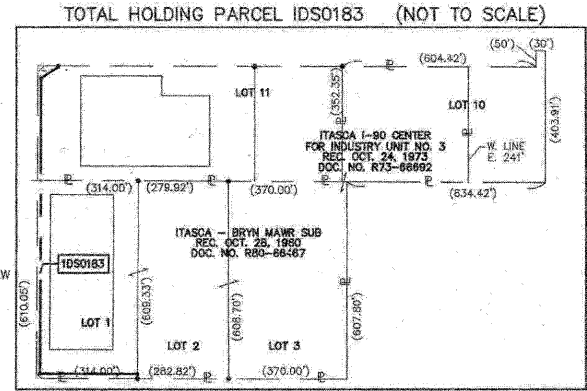 TOTAL HOLDING PARCEL IDS0183 (NOT TO SCALE)
(50') (30')
(604.42')
LOT 11
(352.35')
LOT 10
(403.91')
ITASCA I-90 CENTER
FOR INDUSTRY UNIT NO. 3
REC. OCT. 24, 1973
DOC. NO. R73-66692
W. LINE
E. 241'
(314.00') (279.92') (370.00') (634.42')
ITASCA - BRYN MAWR SUB
REC. OCT. 28, 1980
DOC. NO. R80-66467
IDS0183
W
(610.05')
(609.33')
(608.70')
(607.80')
LOT 1
LOT 2 LOT 3
(314.00') (282.82') (370.00')